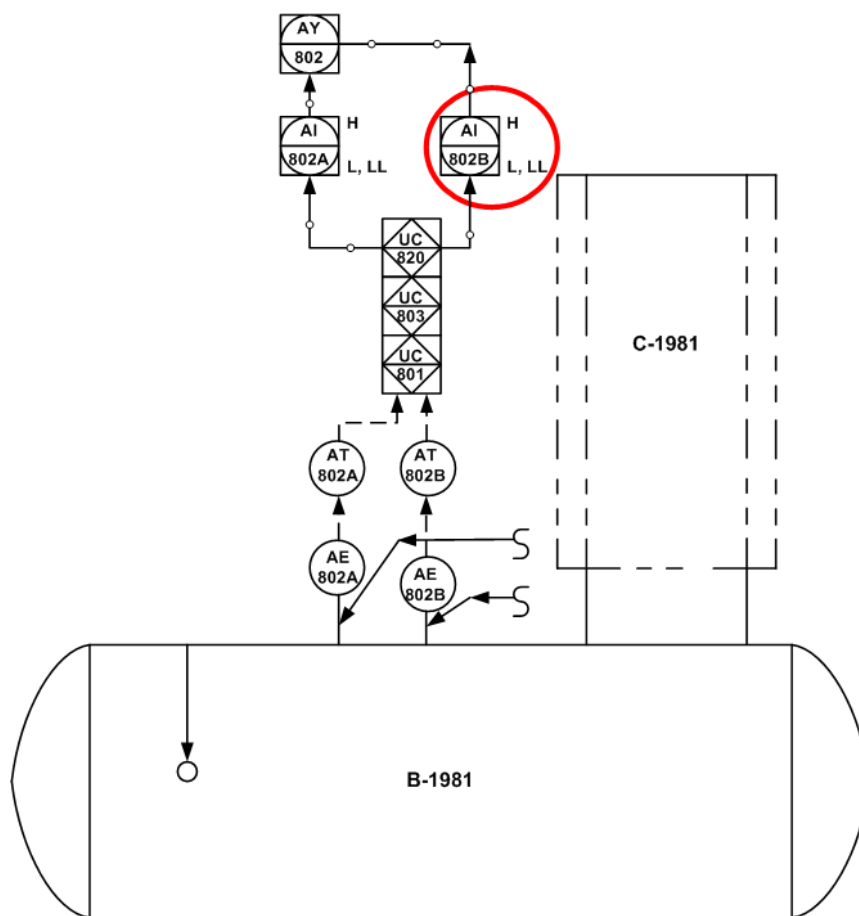 AY
802
AI
802A
H
L, LL
AI
802B
H
L, LL
UC
820
UC
803
UC
801
C-1981
AT
802A
AT
802B
AE
802A
AE
802B
B-1981